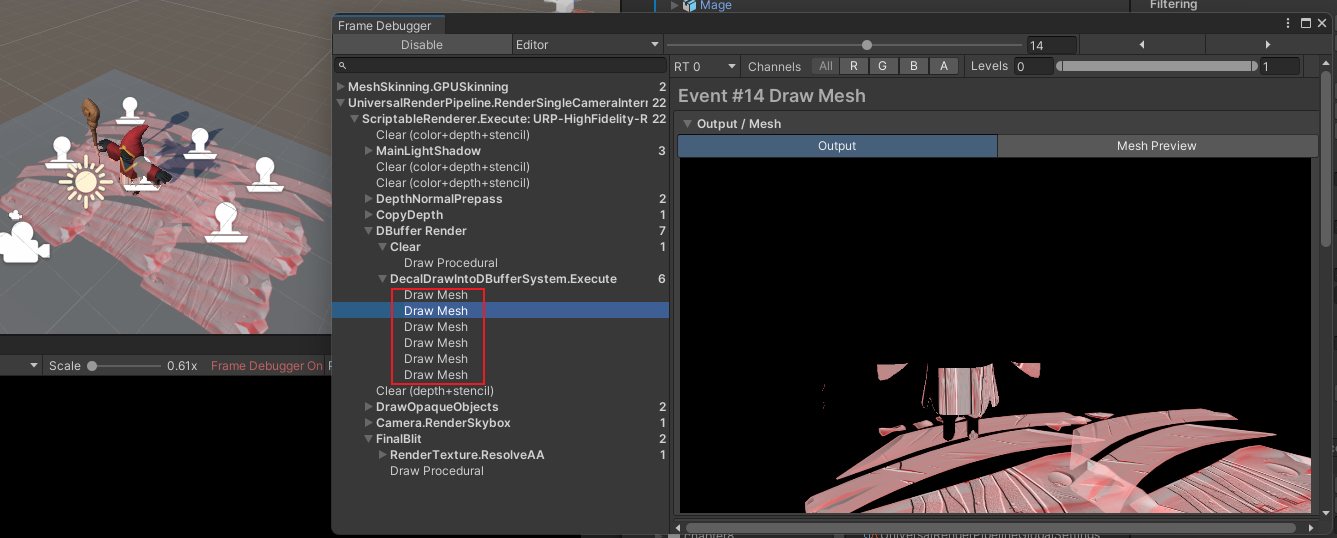 Mage
Filtering
Frame Debugger
Disable
Editor
14
RT 0
Channels
All
R
G
B
A
Levels
0
1
MeshSkinning.GPUSkinning 2
UniversalRenderPipeline.RenderSingleCameraInterr 22
ScriptableRenderer.Execute: URP-HighFidelity-R 22
Clear (color+depth+stencil)
MainLightShadow 3
Clear (color+depth+stencil)
Clear (color+depth+stencil)
DepthNormalPrepass 2
CopyDepth 1
DBuffer Render 7
Clear 1
Draw Procedural
DecalDrawIntoDBufferSystem.Execute 6
Draw Mesh
Draw Mesh
Draw Mesh
Draw Mesh
Draw Mesh
Draw Mesh
Clear (depth+stencil)
DrawOpaqueObjects 2
Camera.RenderSkybox 1
FinalBlit 2
RenderTexture.ResolveAA 1
Draw Procedural
Event #14 Draw Mesh
Output / Mesh
Output
Mesh Preview
Scale 0.61x Frame Debugger On